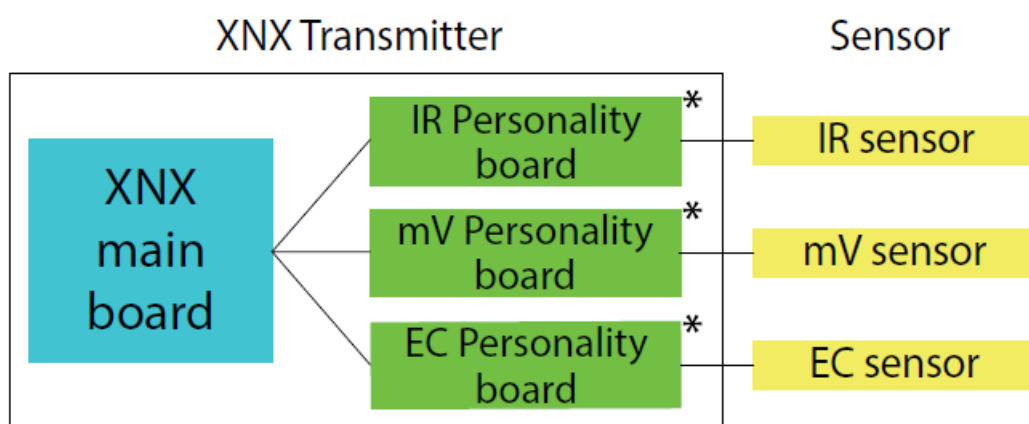 XNX Transmitter
Sensor
XNX
main
board
IR Personality
board
*
IR sensor
mV Personality
board
*
mV sensor
EC Personality
board
*
EC sensor